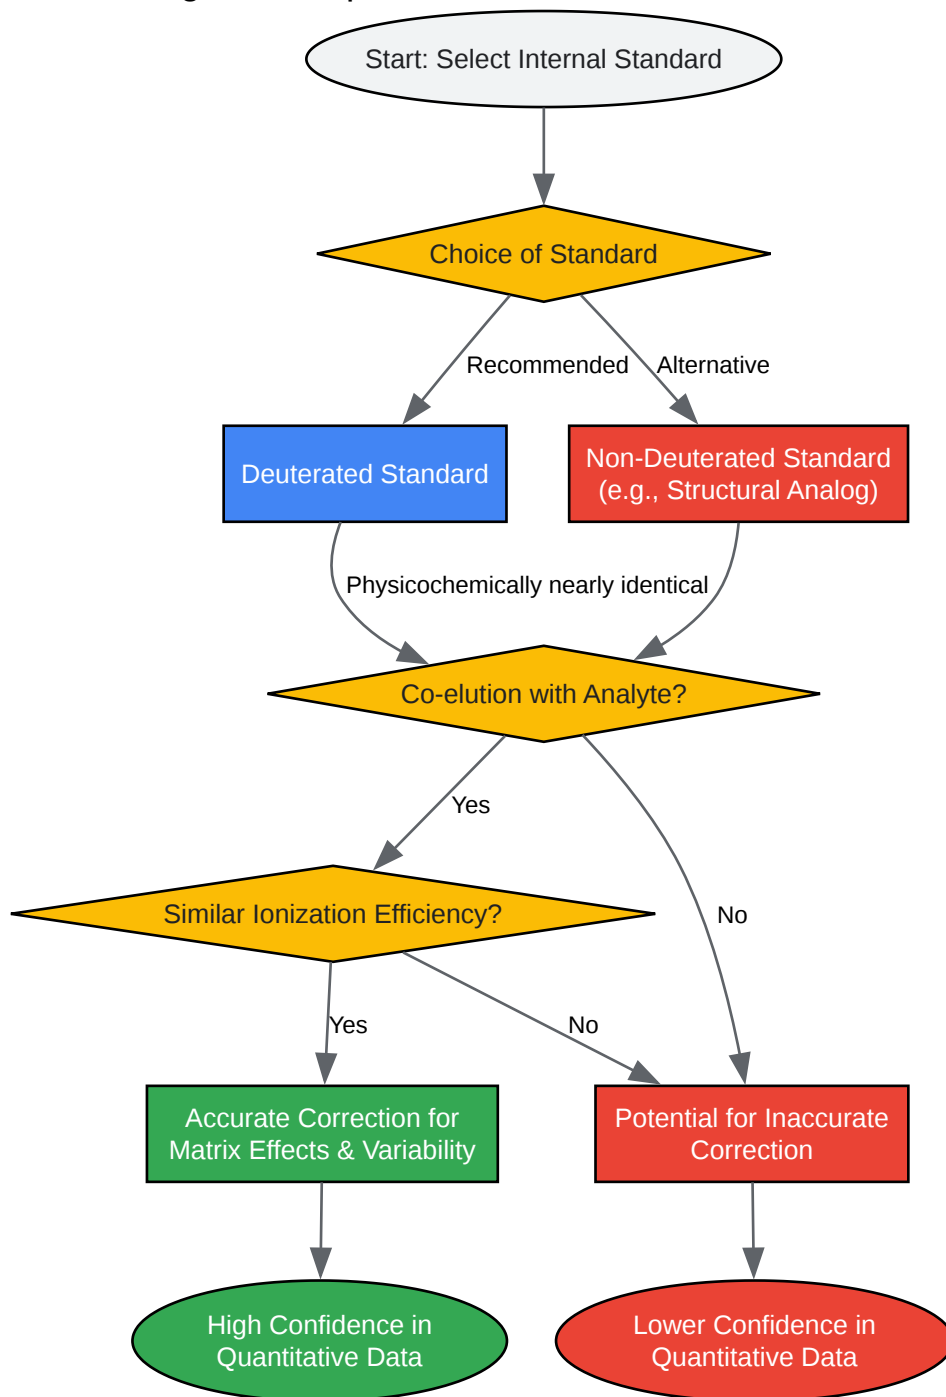 Start: Select Internal Standard
Choice of Standard
Recommended
Alternative
Deuterated Standard
Non-Deuterated Standard
(e.g., Structural Analog)
Physicochemically nearly identical
Co-elution with Analyte?
Yes
Similar Ionization Efficiency?
No
Yes
No
Accurate Correction for
Matrix Effects & Variability
Potential for Inaccurate
Correction
High Confidence in
Quantitative Data
Lower Confidence in
Quantitative Data